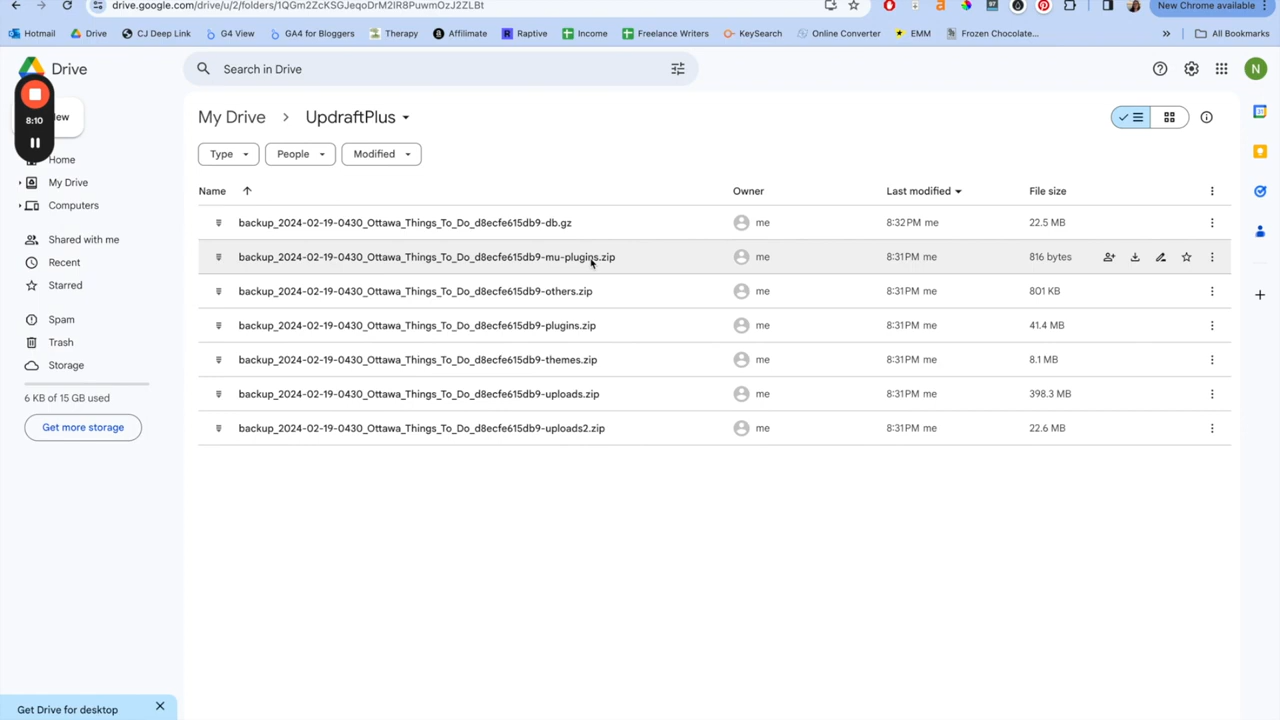 drive.google.com/drive/u/2/folders/1QGm2ZcKSGJeqoDrM2IR8PuwmOzJ2ZLBt
New Chrome available
Hotmail
Drive
CJ Deep Link
G4 View
GA4 for Bloggers
Therapy
Affilimate
Raptive
Income
Freelance Writers
KeySearch
Online Converter
EMM
Frozen Chocolate...
»
All Bookmarks
Drive
Search in Drive
N
8:10
ew
Home
My Drive
Computers
Shared with me
Recent
Starred
Spam
Trash
Storage
6 KB of 15 GB used
Get more storage
My Drive > UpdraftPlus
Type
People
Modified
Name Owner Last modified File size
backup_2024-02-19-0430_Ottawa_Things_To_Do_d8ecfe615db9-db.gz me 8:32 PM me 22.5 MB
backup_2024-02-19-0430_Ottawa_Things_To_Do_d8ecfe615db9-mu-plugins.zip me 8:31 PM me 816 bytes
backup_2024-02-19-0430_Ottawa_Things_To_Do_d8ecfe615db9-others.zip me 8:31 PM me 801 KB
backup_2024-02-19-0430_Ottawa_Things_To_Do_d8ecfe615db9-plugins.zip me 8:31 PM me 41.4 MB
backup_2024-02-19-0430_Ottawa_Things_To_Do_d8ecfe615db9-themes.zip me 8:31 PM me 8.1 MB
backup_2024-02-19-0430_Ottawa_Things_To_Do_d8ecfe615db9-uploads.zip me 8:31 PM me 398.3 MB
backup_2024-02-19-0430_Ottawa_Things_To_Do_d8ecfe615db9-uploads2.zip me 8:31 PM me 22.6 MB
Get Drive for desktop